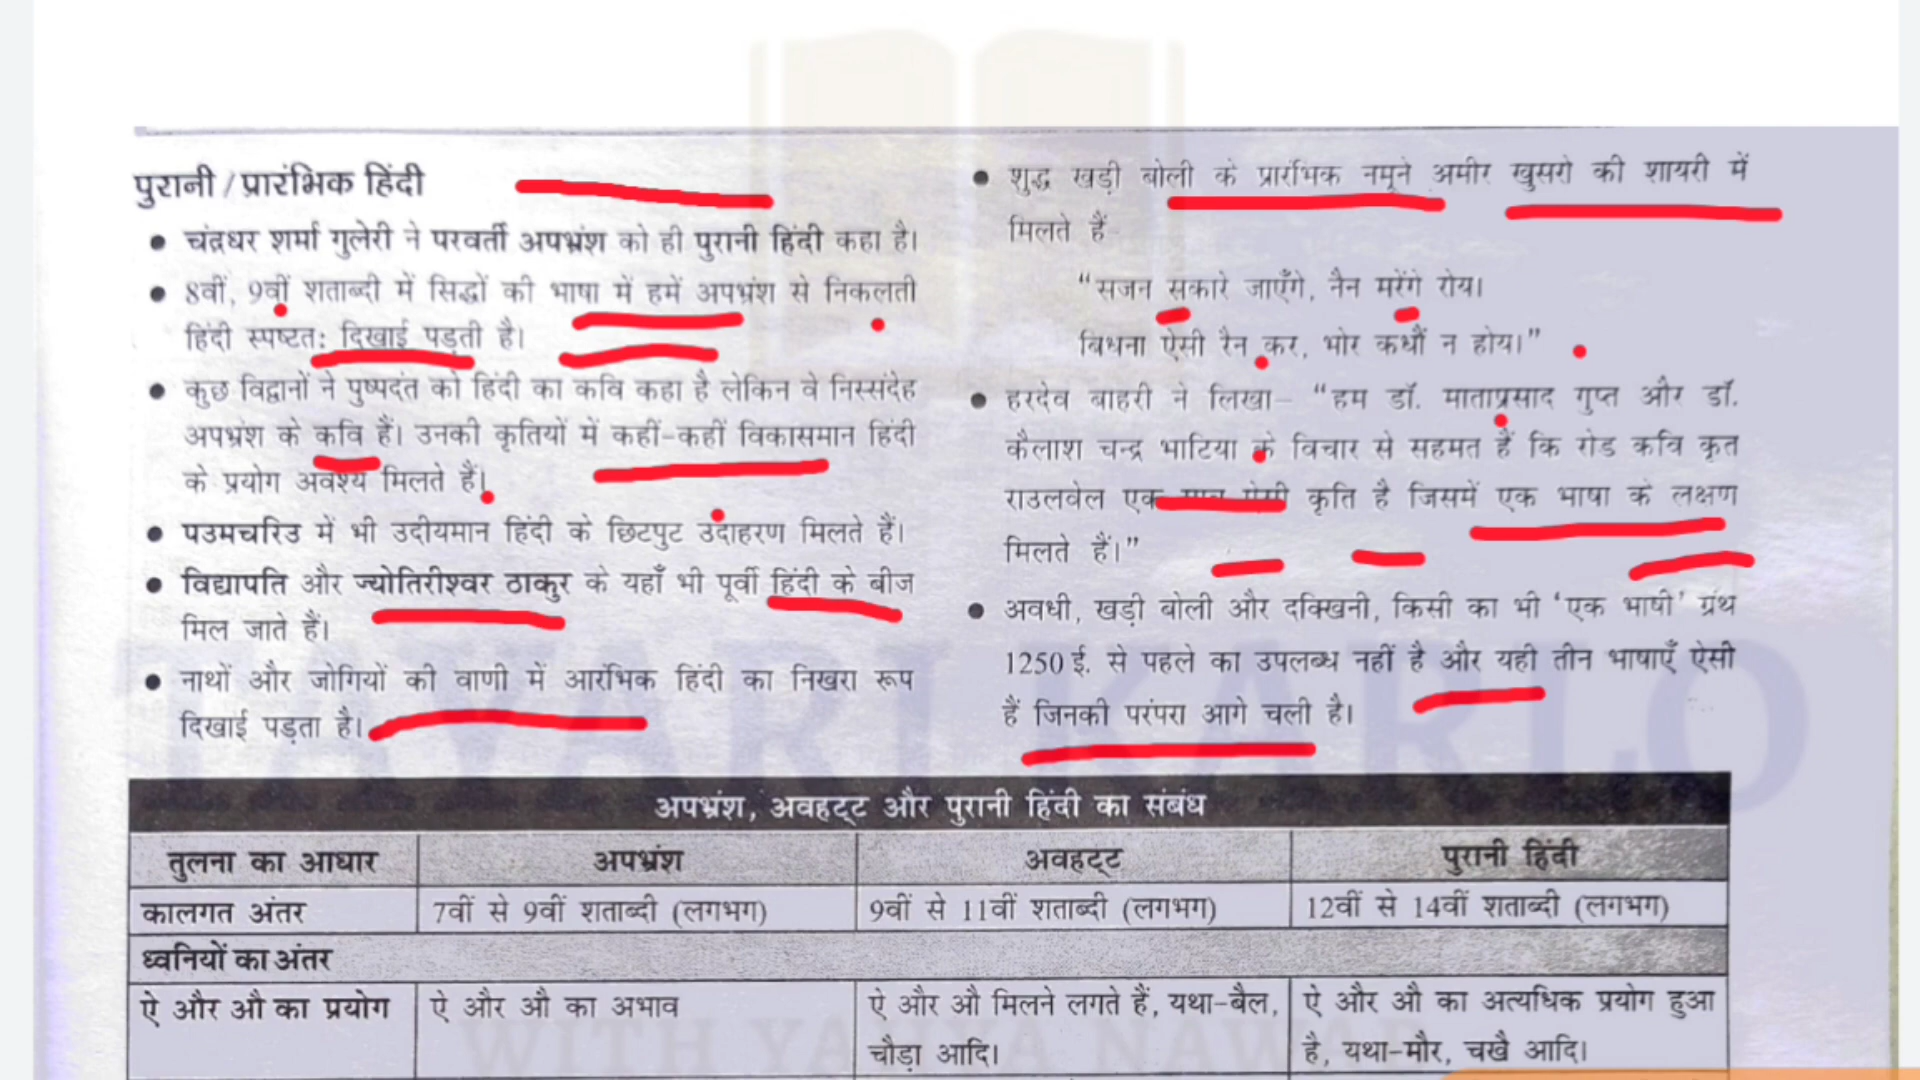 पुरानी / प्रारंभिक हिंदी
● चंद्रधर शर्मा गुलेरी ने परवर्ती अपभ्रंश को ही पुरानी हिंदी कहा है।
● 8वीं, 9वीं शताब्दी में सिद्धों की भाषा में हमें अपभ्रंश से निकलती
हिंदी स्पष्टत: दिखाई पड़ती है।
● कुछ विद्वानों ने पुष्पदंत को हिंदी का कवि कहा है लेकिन वे निस्संदेह
अपभ्रंश के कवि हैं। उनकी कृतियों में कहीं-कहीं विकासमान हिंदी
के प्रयोग अवश्य मिलते हैं।
● पउमचरिउ में भी उदीयमान हिंदी के छिटपुट उदाहरण मिलते हैं।
● विद्यापति और ज्योतिरीश्वर ठाकुर के यहाँ भी पूर्वी हिंदी के बीज
मिल जाते हैं।
● नाथों और जोगियों की वाणी में आरंभिक हिंदी का निखरा रूप
दिखाई पड़ता है।
● शुद्ध खड़ी बोली के प्रारंभिक नमूने अमीर खुसरो की शायरी में
मिलते हैं-
“सजन सकारे जाएँगे, नैन मरेंगे रोय।
बिधना ऐसी रैन कर, भोर कधौं न होय।”
● हरदेव बाहरी ने लिखा– “हम डॉ. माताप्रसाद गुप्त और डॉ.
कैलाश चन्द्र भाटिया के विचार से सहमत हैं कि रोड कवि कृत
राउलवेल एक कृति है जिसमें एक भाषा के लक्षण
मिलते हैं।”
● अवधी, खड़ी बोली और दक्खिनी, किसी का भी ‘एक भाषी’ ग्रंथ
1250 ई. से पहले का उपलब्ध नहीं है और यही तीन भाषाएँ ऐसी
हैं जिनकी परंपरा आगे चली है।
TAYARI KARLO
अपभ्रंश, अवहट्ट और पुरानी हिंदी का संबंध
तुलना का आधार अपभ्रंश अवहट्ट पुरानी हिंदी
कालगत अंतर 7वीं से 9वीं शताब्दी (लगभग) 9वीं से 11वीं शताब्दी (लगभग) 12वीं से 14वीं शताब्दी (लगभग)
ध्वनियों का अंतर
ऐ और औ का प्रयोग ऐ और औ का अभाव ऐ और औ मिलने लगते हैं, यथा-बैल, ऐ और औ का अत्यधिक प्रयोग हुआ
चौड़ा आदि। है, यथा-मौर, चखै आदि।
WITH